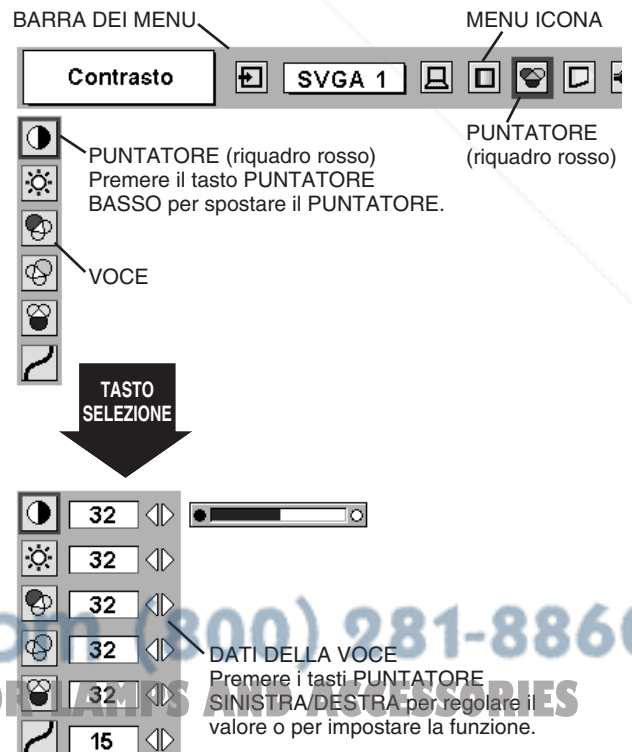 BARRA DEI MENU
MENU ICONA
Contrasto
SVGA 1
PUNTATORE
(riquadro rosso)
PUNTATORE (riquadro rosso)
Premere il tasto PUNTATORE
BASSO per spostare il PUNTATORE.
VOCE
TASTO
SELEZIONE
32
32
32
32
32
15
DATI DELLA VOCE
Premere i tasti PUNTATORE
SINISTRA/DESTRA per regolare il
valore o per impostare la funzione.
om (800) 281-8860
R LAMPS AND ACCESSORIES